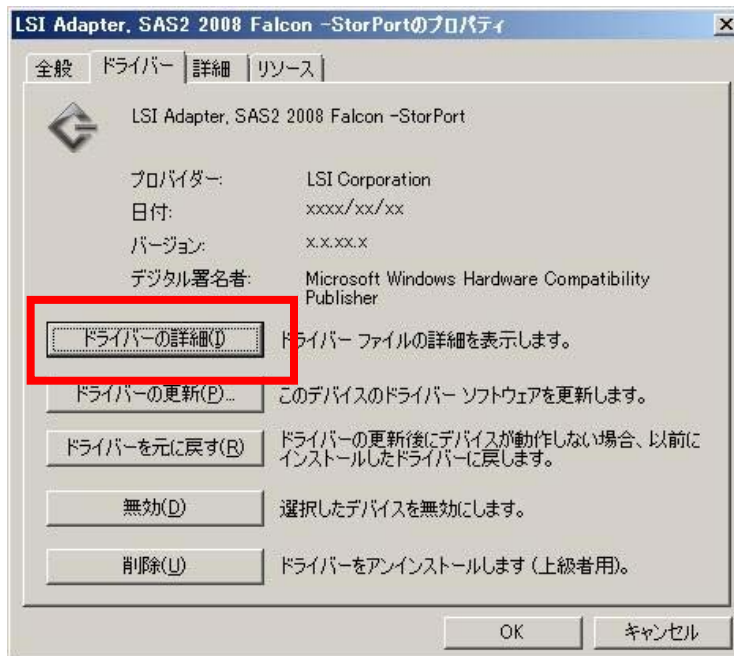 LSI Adapter, SAS2 2008 Falcon -StorPortのプロパティ
全般 ドライバー 詳細 リソース
LSI Adapter, SAS2 2008 Falcon -StorPort
プロバイダー: LSI Corporation
日付: xxxx/xx/xx
バージョン: x.x.xx.x
デジタル署名者: Microsoft Windows Hardware Compatibility
Publisher
ドライバーの詳細(I) ドライバー ファイルの詳細を表示します。
ドライバーの更新(P)... このデバイスのドライバー ソフトウェアを更新します。
ドライバーを元に戻す(R) ドライバーの更新後にデバイスが動作しない場合、以前に
インストールしたドライバーに戻します。
無効(D) 選択したデバイスを無効にします。
削除(U) ドライバーをアンインストールします (上級者用)。
OK キャンセル